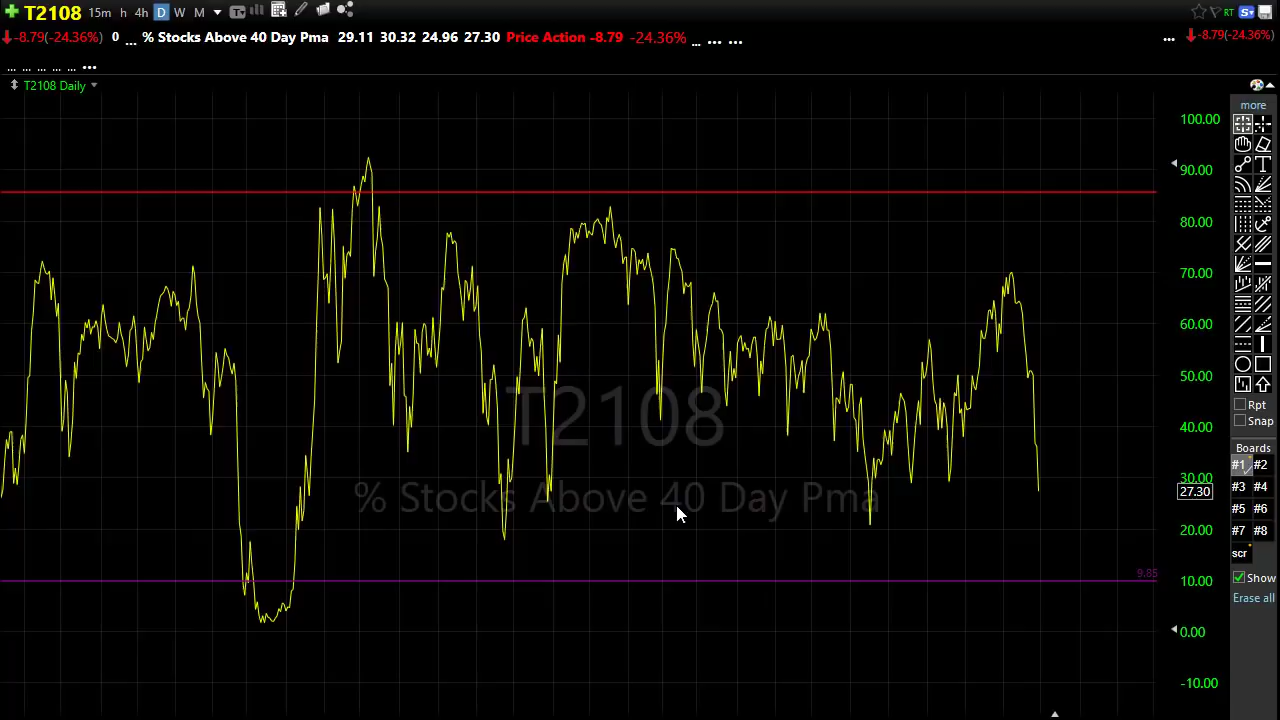 T2108 15m h 4h D W M T RT S
-8.79(-24.36%) 0 ... % Stocks Above 40 Day Pma 29.11 30.32 24.96 27.30 Price Action -8.79 -24.36% ... ... ... ... -8.79(-24.36%)
... ... ... ... ... ...
T2108 Daily
more
100.00
90.00
80.00
70.00
60.00
50.00
40.00
30.00
27.30
20.00
10.00
0.00
-10.00
9.85
T2108
% Stocks Above 40 Day Pma
T
Rpt
Snap
Boards
#1 #2
#3 #4
#5 #6
#7 #8
scr
Show
Erase all